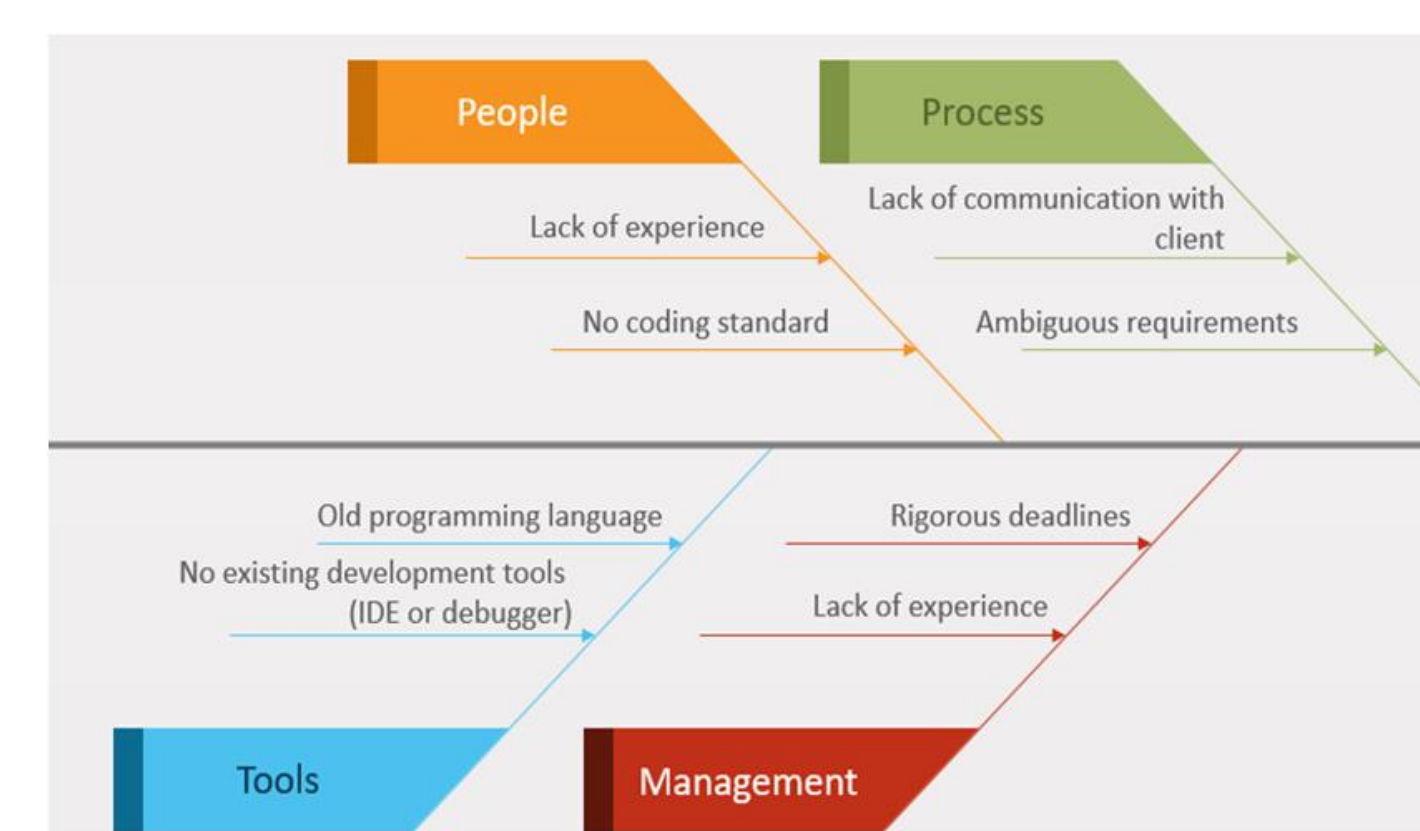 People
Process
Lack of experience
Lack of communication with
client
No coding standard
Ambiguous requirements
Old programming language
Rigorous deadlines
No existing development tools
(IDE or debugger)
Lack of experience
Tools
Management